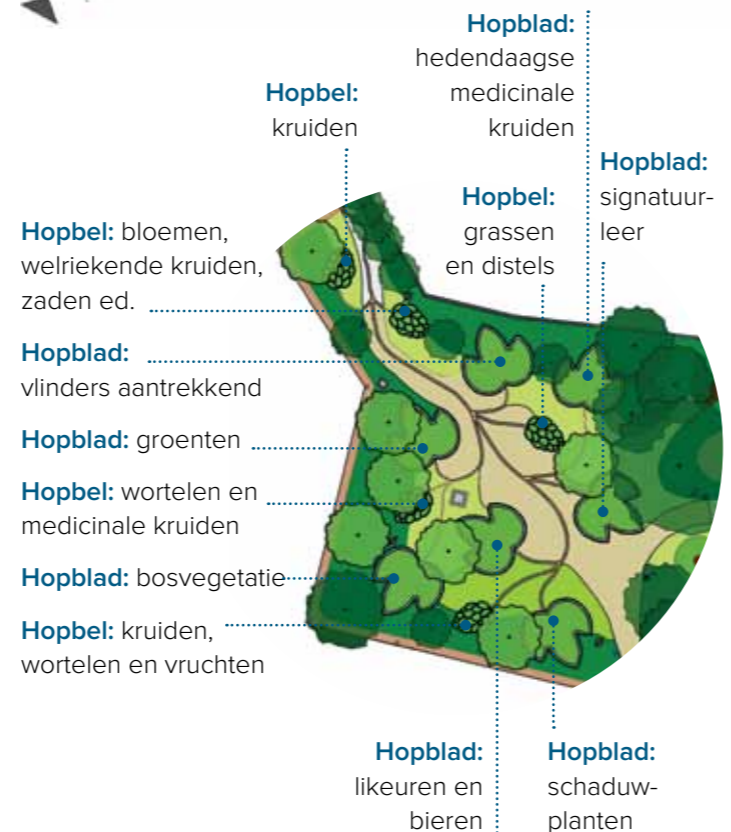 Hopblad:
hedendaagse
medicinale
kruiden
Hopbel:
kruiden
Hopblad:
signatuur-
leer
Hopbel:
grassen
en distels
Hopbel: bloemen,
welriekende kruiden,
zaden ed.
Hopblad:
vlinders aantrekkend
Hopblad: groenten
Hopbel: wortelen en
medicinale kruiden
Hopblad: bosvegetatie
Hopbel: kruiden,
wortelen en vruchten
Hopblad:
likeuren en
bieren
Hopblad:
schaduw-
planten